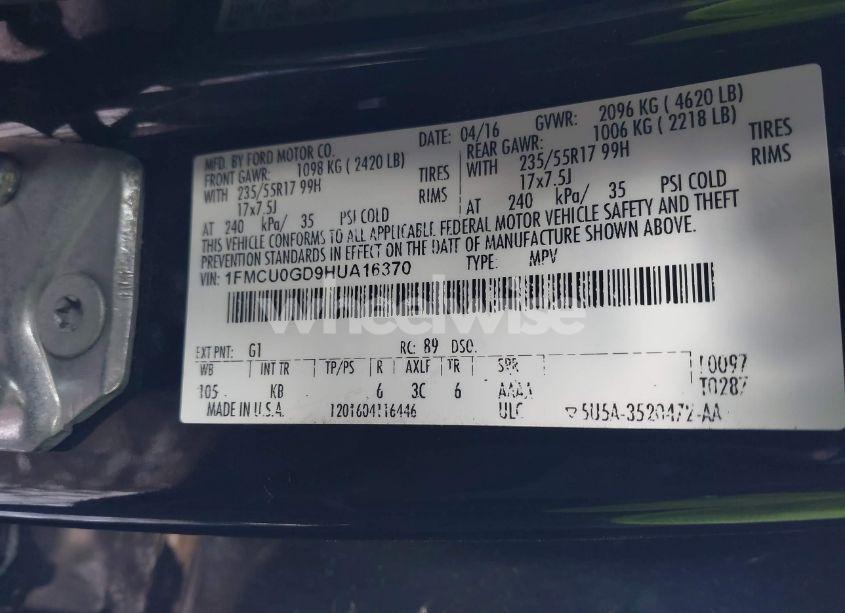 MFD. BY FORD MOTOR CO. DATE: 04/16 GVWR: 2096 KG ( 4620 LB)
FRONT GAWR: 1098 KG ( 2420 LB) REAR GAWR: 1006 KG ( 2218 LB)
WITH 235/55R17 99H TIRES WITH 235/55R17 99H TIRES
17x7.5J RIMS 17x7.5J RIMS
AT 240 kPa/ 35 PSI COLD AT 240 kPa/ 35 PSI COLD
THIS VEHICLE CONFORMS TO ALL APPLICABLE FEDERAL MOTOR VEHICLE SAFETY AND THEFT
PREVENTION STANDARDS IN EFFECT ON THE DATE OF MANUFACTURE SHOWN ABOVE.
VIN: 1FMCU0GD9HUA16370 TYPE: MPV
wheelwise
EXT PNT: G1 RC: 89 DSO:
WB INT TR TP/PS R AXLE TR SPR
105 KB 6 3C 6 AAAA
T0287
MADE IN U.S.A. 1201604116446 ULC 5U5A-3520472-AA